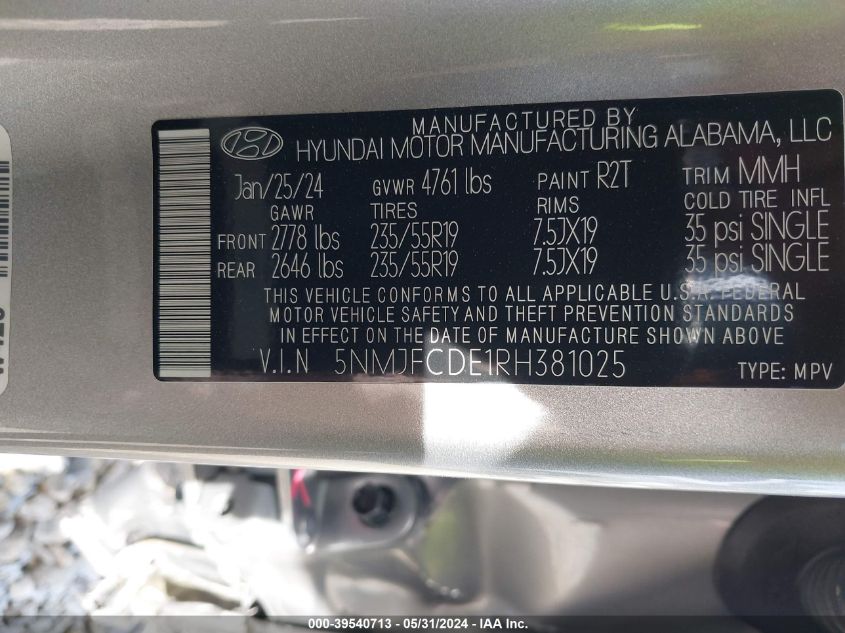 MANUFACTURED BY
HYUNDAI MOTOR MANUFACTURING ALABAMA, LLC
Jan/25/24 GVWR 4761 lbs PAINT R2T TRIM MMH
GAWR TIRES RIMS COLD TIRE INFL
FRONT 2778 lbs 235/55R19 7.5JX19 35 psi SINGLE
REAR 2646 lbs 235/55R19 7.5JX19 35 psi SINGLE
THIS VEHICLE CONFORMS TO ALL APPLICABLE U.S.A. FEDERAL
MOTOR VEHICLE SAFETY AND THEFT PREVENTION STANDARDS
IN EFFECT ON THE DATE OF MANUFACTURE SHOWN ABOVE
V.I.N 5NMJFCDE1RH381025 TYPE: MPV
000-39540713 - 05/31/2024 - IAA Inc.